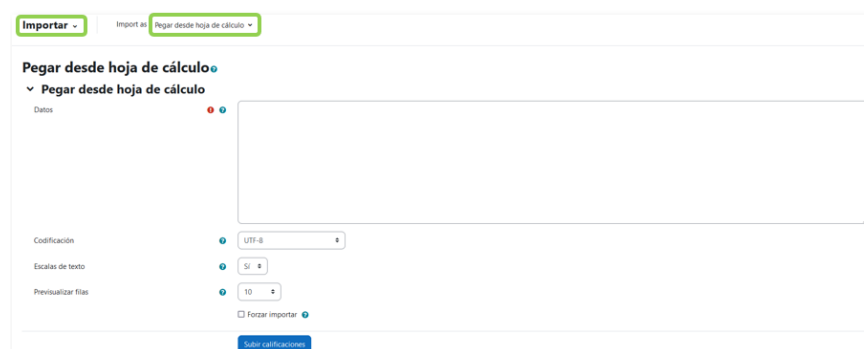 Importar
Import as Pegar desde hoja de cálculo
Pegar desde hoja de cálculo
Pegar desde hoja de cálculo
Datos
Codificación UTF-8
Escalas de texto Sí
Previsualizar filas 10
Forzar importar
Subir calificaciones